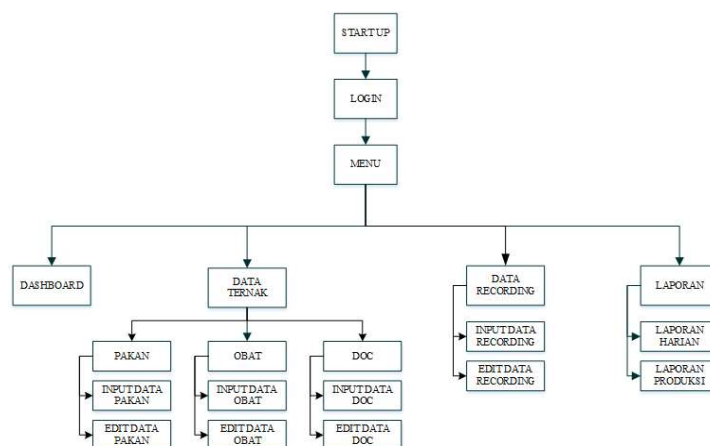 START UP
LOGIN
MENU
DASHBOARD
DATA
TERNAK
DATA
RECORDING
LAPORAN
INPUT DATA
RECORDING
LAPORAN
HARIAN
PAKAN
OBAT
DOC
EDIT DATA
RECORDING
LAPORAN
PRODUKSI
INPUT DATA
PAKAN
INPUT DATA
OBAT
INPUT DATA
DOC
EDIT DATA
PAKAN
EDIT DATA
OBAT
EDIT DATA
DOC